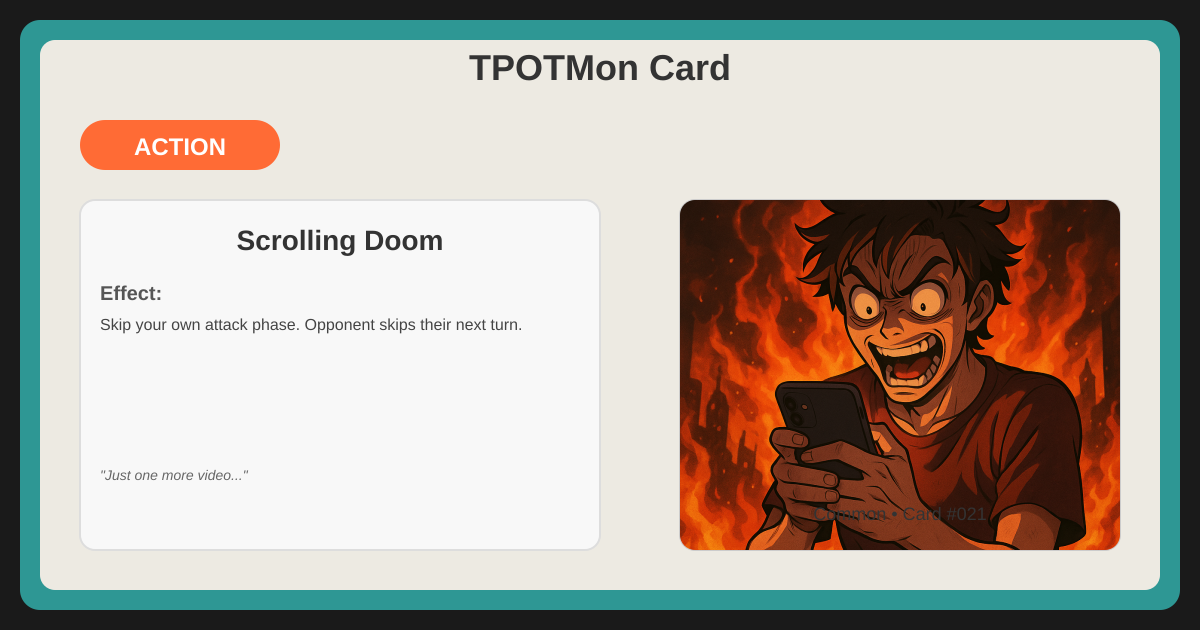 TPOTMon Card
ACTION
Scrolling Doom
Effect:
Skip your own attack phase. Opponent skips their next turn.
"Just one more video..."
Common • Card #021